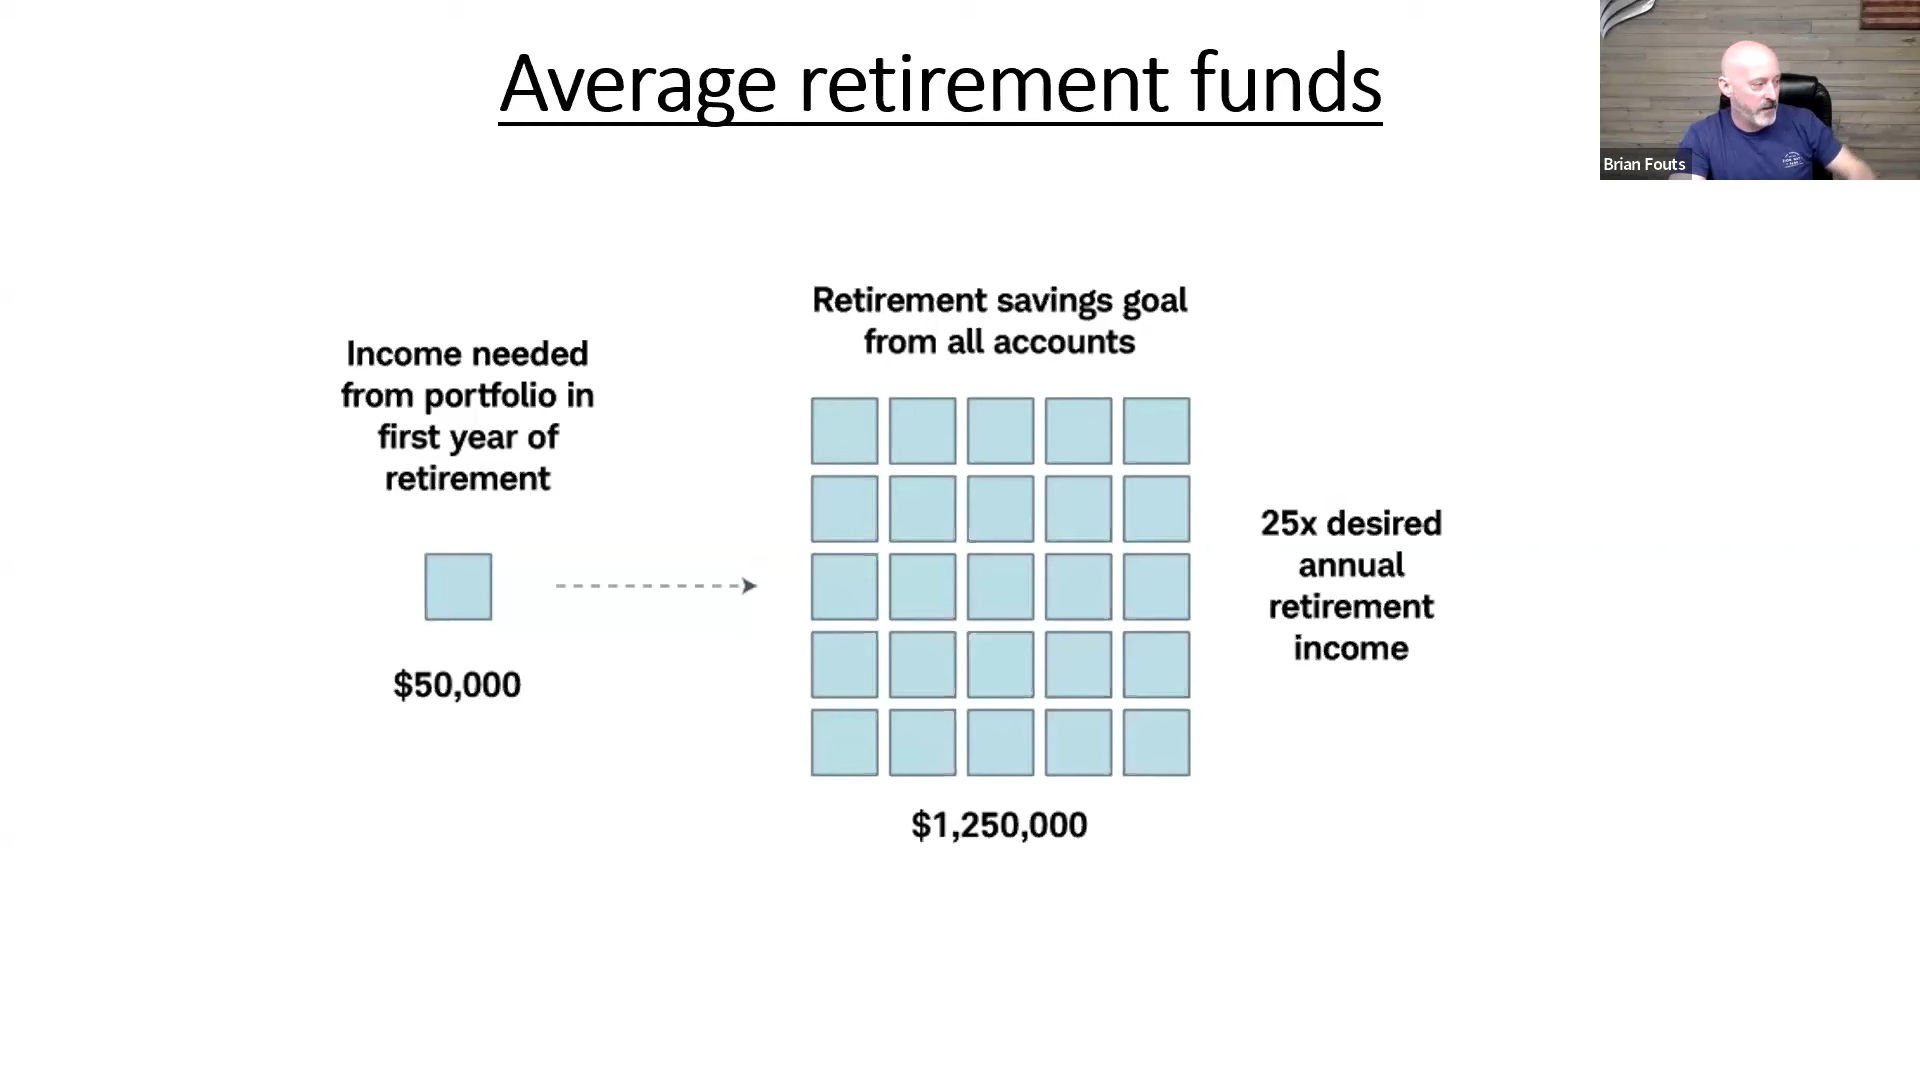 Average retirement funds
Brian Fouts
Income needed
from portfolio in
first year of
retirement
$50,000
Retirement savings goal
from all accounts
$1,250,000
25x desired
annual
retirement
income